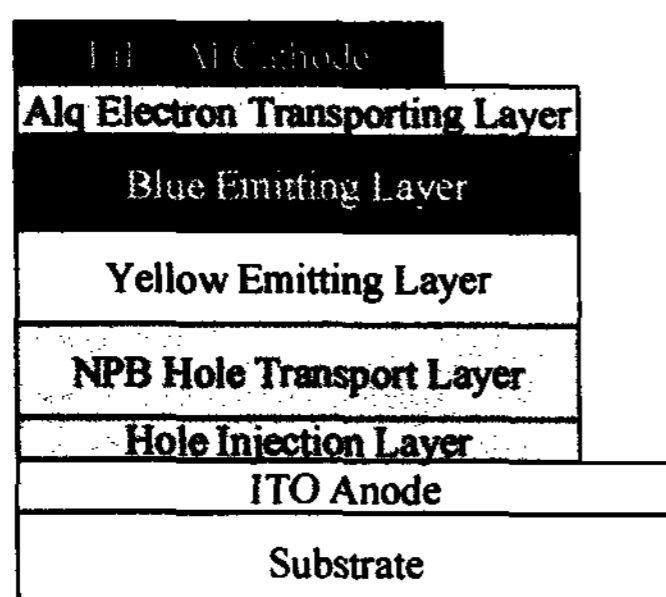 Al Cathode
Alq Electron Transporting Layer
Blue Emitting Layer
Yellow Emitting Layer
NPB Hole Transport Layer
Hole Injection Layer
ITO Anode
Substrate